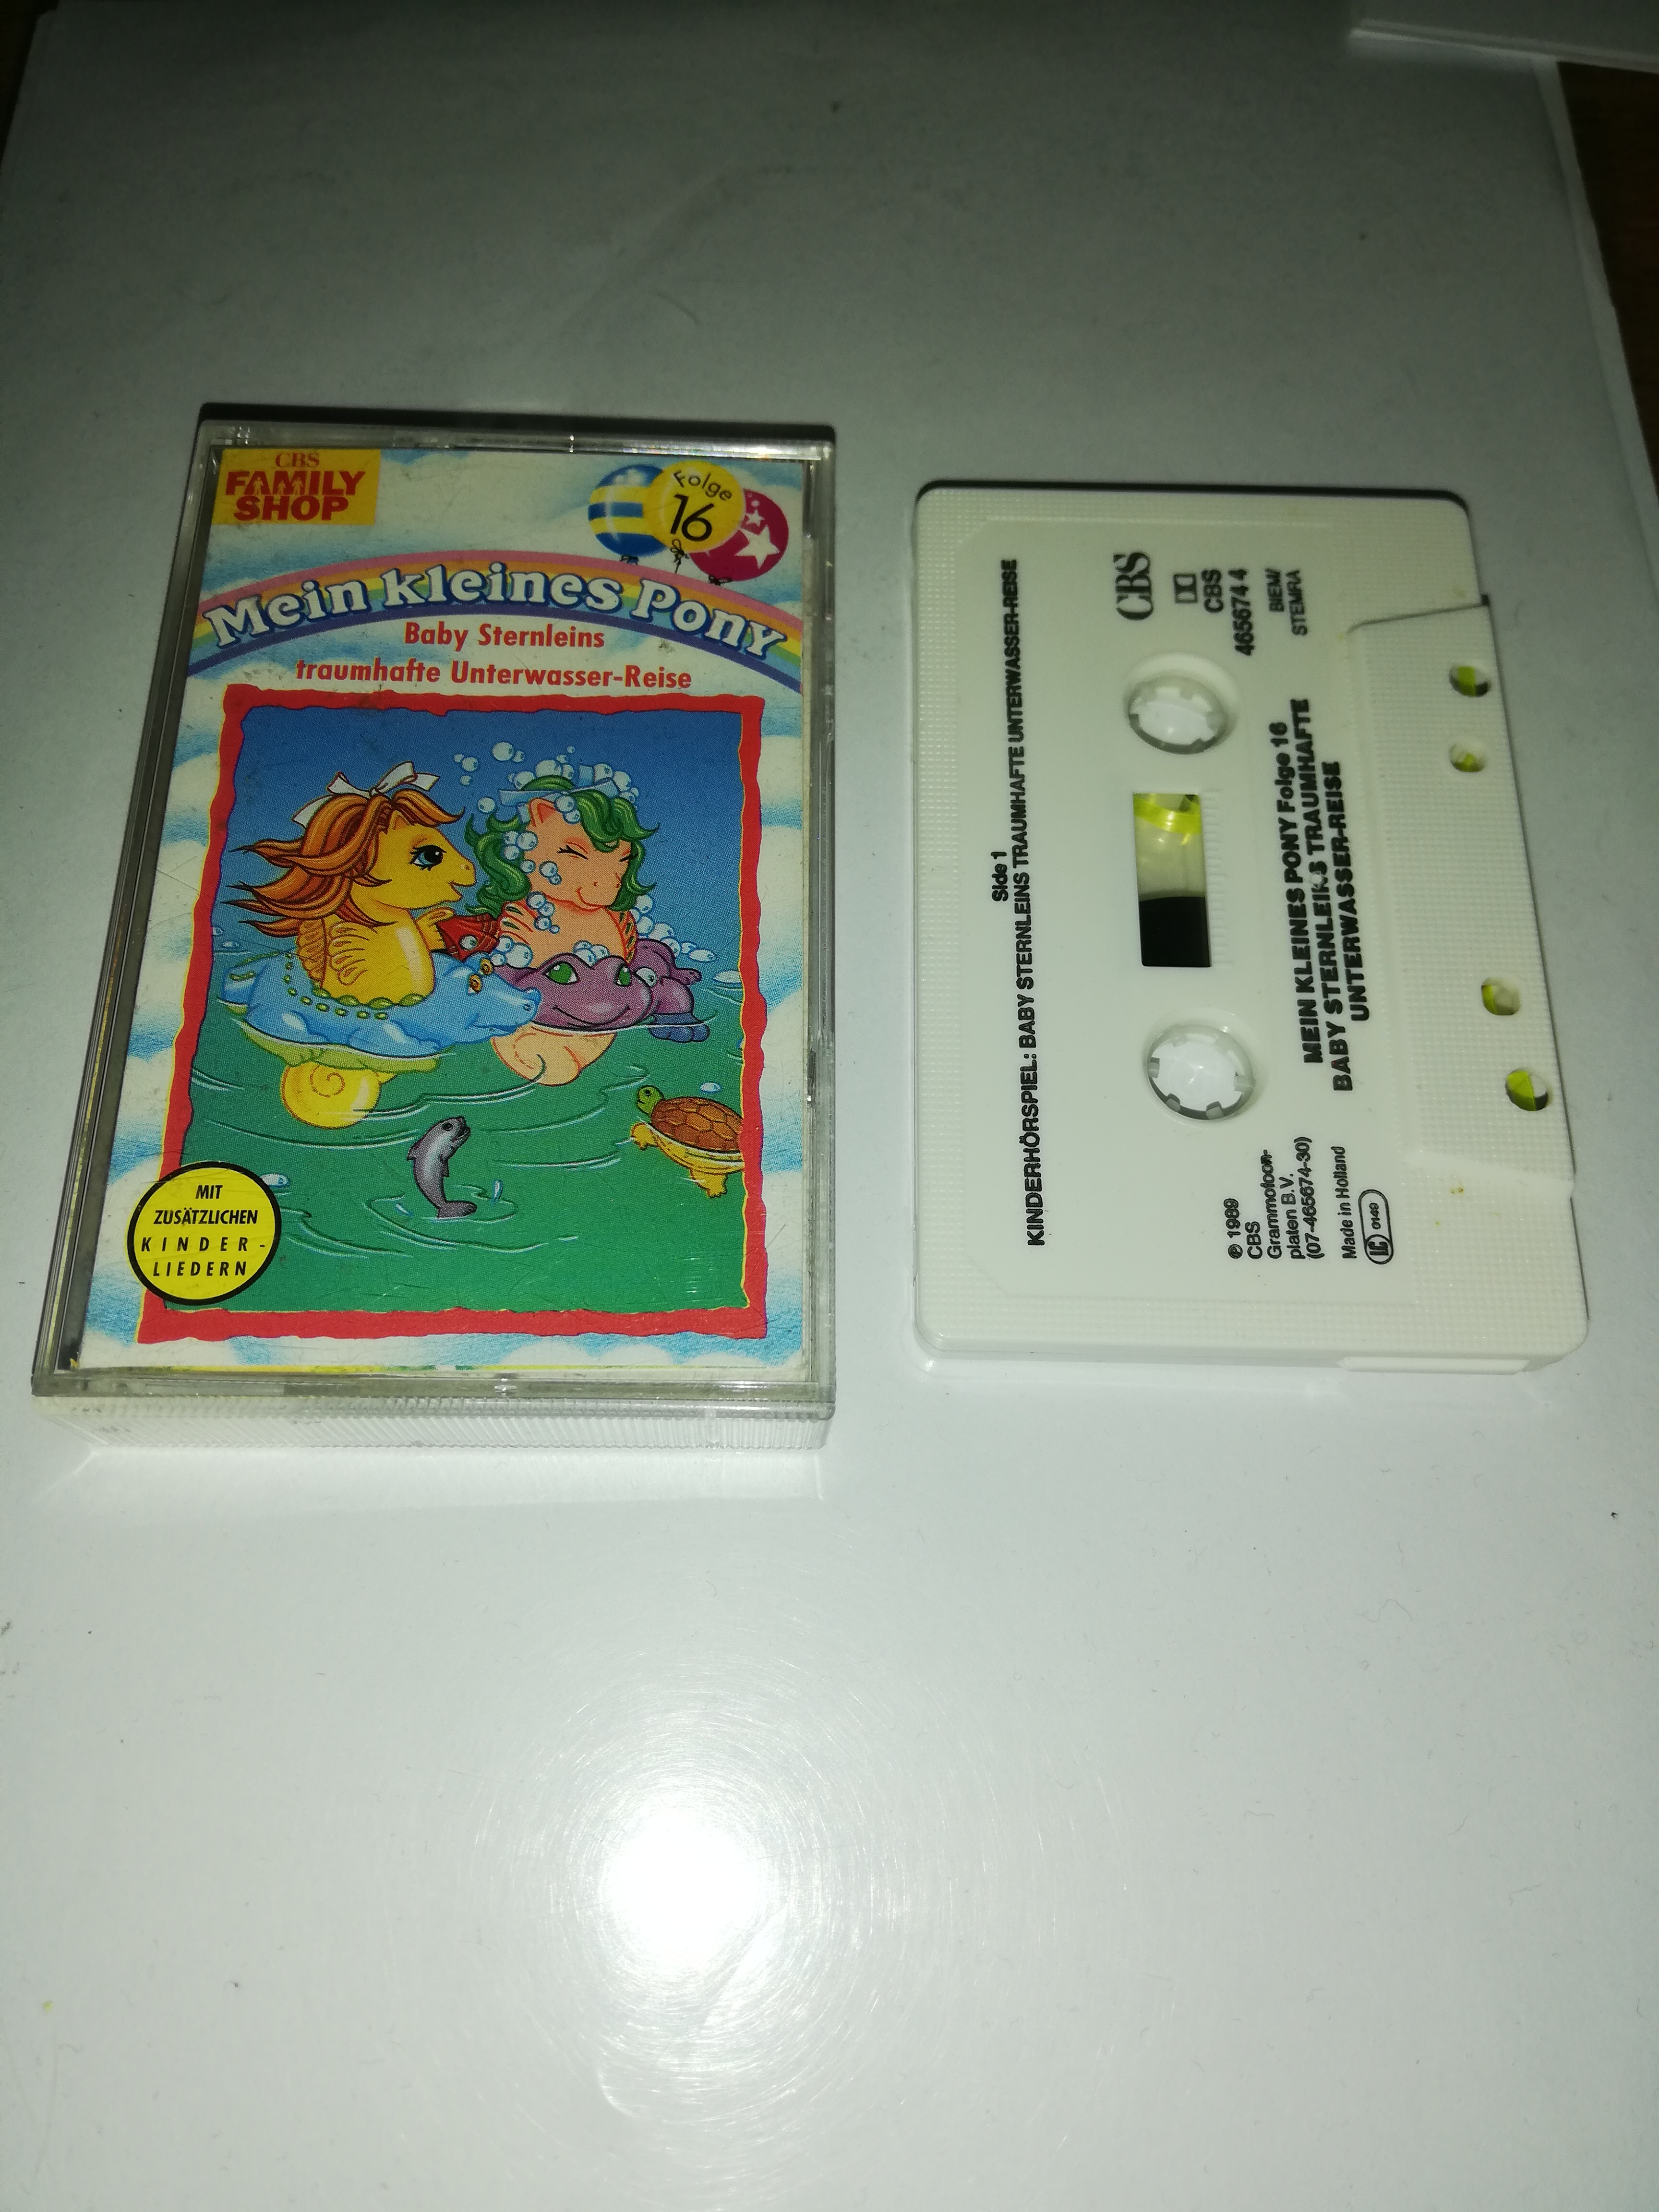 CBS
FAMILY
SHOP
Folge
16
Mein kleines Pony
Baby Sternleins
traumhafte Unterwasser-Reise
MIT
ZUSÄTZLICHEN
KINDER-
LIEDERN
Side 1
KINDERHÖRSPIEL: BABY STERNLEINS TRAUMHAFTE UNTERWASSER-REISE
CBS
CBS
465674 4
BIEM/
STEMRA
MEIN KLEINES PONY Folge 16
BABY STERNLEINS TRAUMHAFTE
UNTERWASSER-REISE
℗ 1989
CBS
Grammofoon-
platen B.V.
(07-465674-30)
Made in Holland
LC 0149